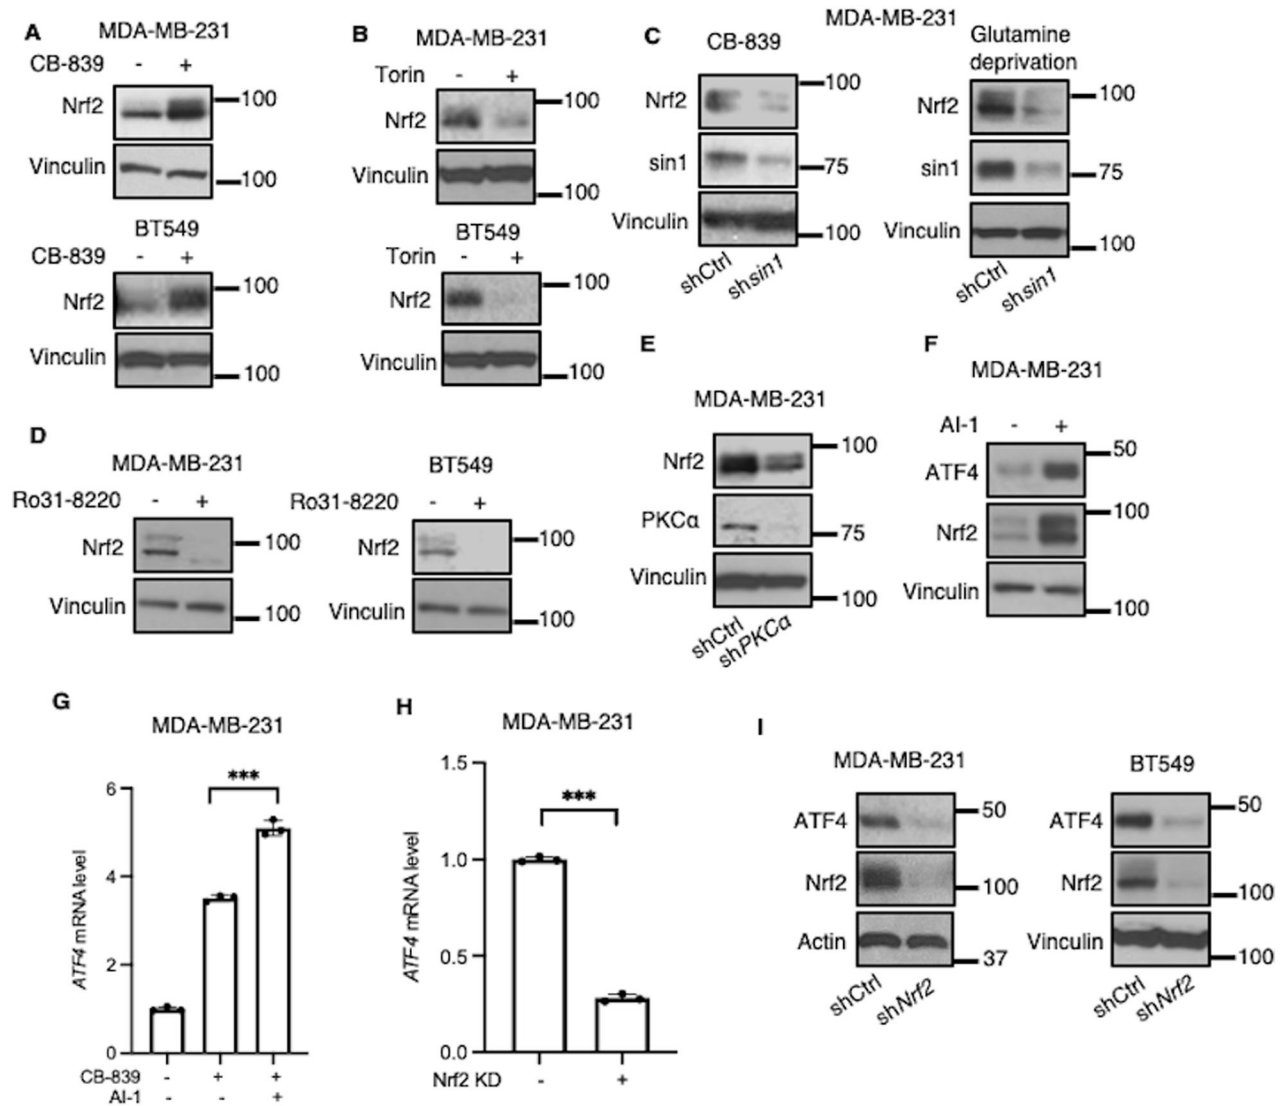 A
MDA-MB-231
CB-839 - +
Nrf2
100
Vinculin
100
BT549
CB-839 - +
Nrf2
100
Vinculin
100
B
MDA-MB-231
Torin - +
Nrf2
100
Vinculin
100
BT549
Torin - +
Nrf2
100
Vinculin
100
C
MDA-MB-231
CB-839
Nrf2
100
sin1
75
Vinculin
100
shCtrl
shsin1
Glutamine
deprivation
Nrf2
100
sin1
75
Vinculin
100
shCtrl
shsin1
D
MDA-MB-231
Ro31-8220 - +
Nrf2
100
Vinculin
100
BT549
Ro31-8220 - +
Nrf2
100
Vinculin
100
E
MDA-MB-231
Nrf2
100
PKCα
75
Vinculin
100
shCtrl
shPKCα
F
MDA-MB-231
AI-1 - +
ATF4
50
Nrf2
100
Vinculin
100
G
MDA-MB-231
***
ATF4 mRNA level
6
4
2
0
CB-839 - + +
AI-1 - - +
H
MDA-MB-231
***
ATF4 mRNA level
1.5
1.0
0.5
0.0
Nrf2 KD - +
I
MDA-MB-231
ATF4
50
Nrf2
100
Actin
37
shCtrl
shNrf2
BT549
ATF4
50
Nrf2
100
Vinculin
100
shCtrl
shNrf2